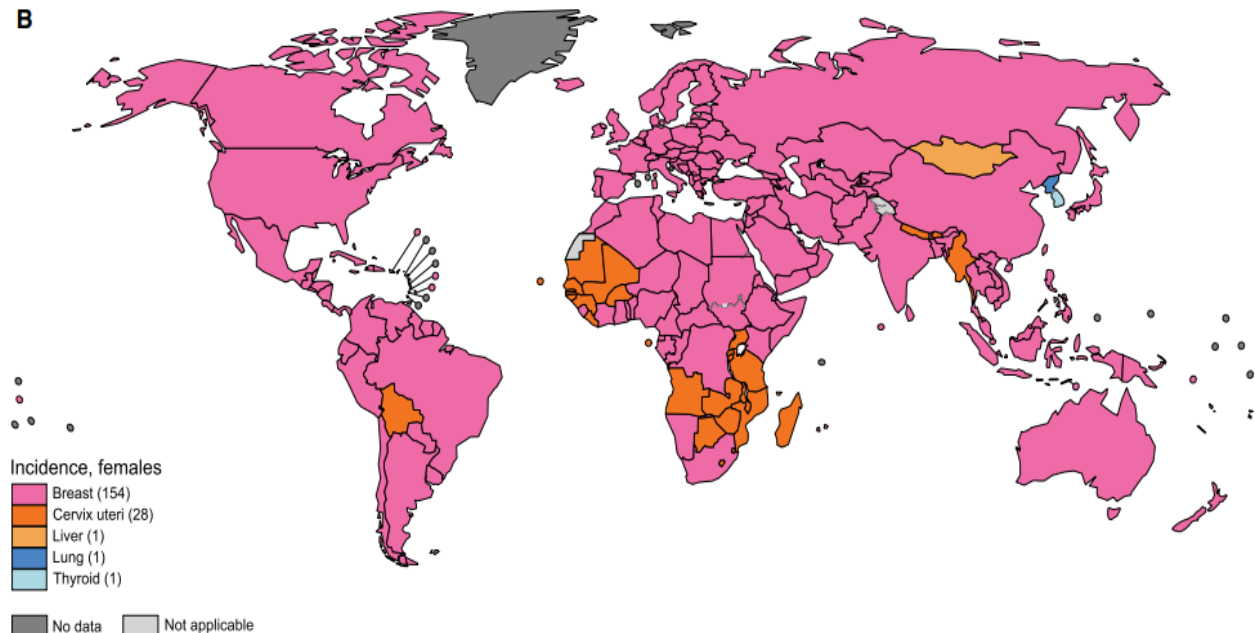 B
Incidence, females
Breast (154)
Cervix uteri (28)
Liver (1)
Lung (1)
Thyroid (1)
No data Not applicable